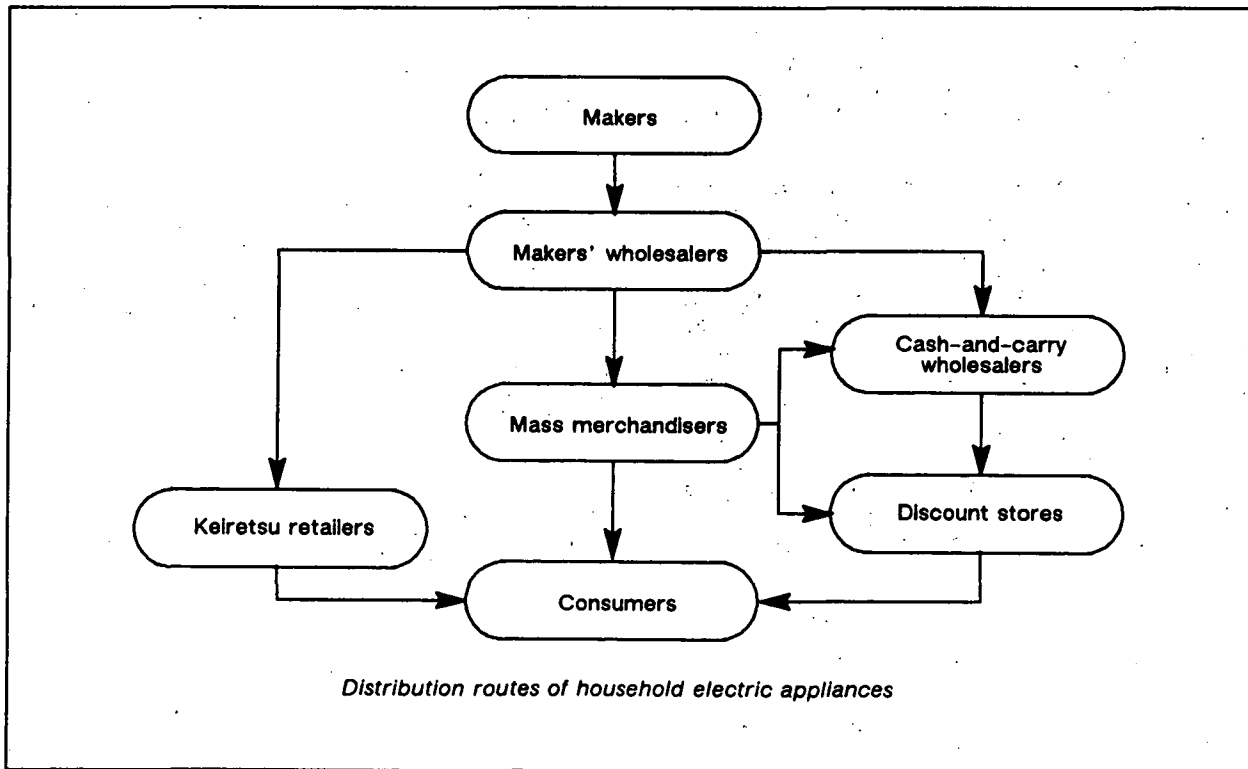 Makers
Makers' wholesalers
Cash-and-carry
wholesalers
Mass merchandisers
Keiretsu retailers
Discount stores
Consumers
Distribution routes of household electric appliances